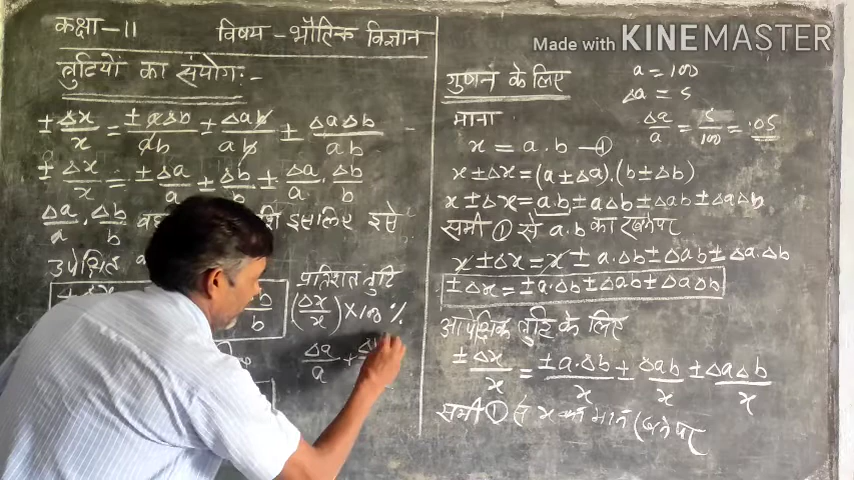 कक्षा-11 विषय - भौतिक विज्ञान
Made with KINEMASTER
त्रुटियों का संयोग:-
± Δx/x = ± aΔb/ab ± Δab/ab ± ΔaΔb/ab
± Δx/x = ± Δa/a ± Δb/b ± Δa/a . Δb/b
Δa/a . Δb/b इसलिए इसे
उपेक्षित
± Δx b/b
प्रतिशत त्रुटि
(Δx/x) × 100 %
Δa/a +
गुणन के लिए
a = 100
Δa = 5
Δa/a = 5/100 = .05
माना
x = a.b —①
x ± Δx = (a ± Δa).(b ± Δb)
x ± Δx = a.b ± aΔb ± Δab ± ΔaΔb
समी ① से a.b का रखने पर
x ± Δx = x ± a.Δb ± Δab ± Δa.Δb
± Δx = ± a.Δb ± Δab ± ΔaΔb
आपेक्षिक त्रुटि के लिए
± Δx/x = ± a.Δb/x ± Δab/x ± ΔaΔb/x
समी ① से x का मान रखने पर